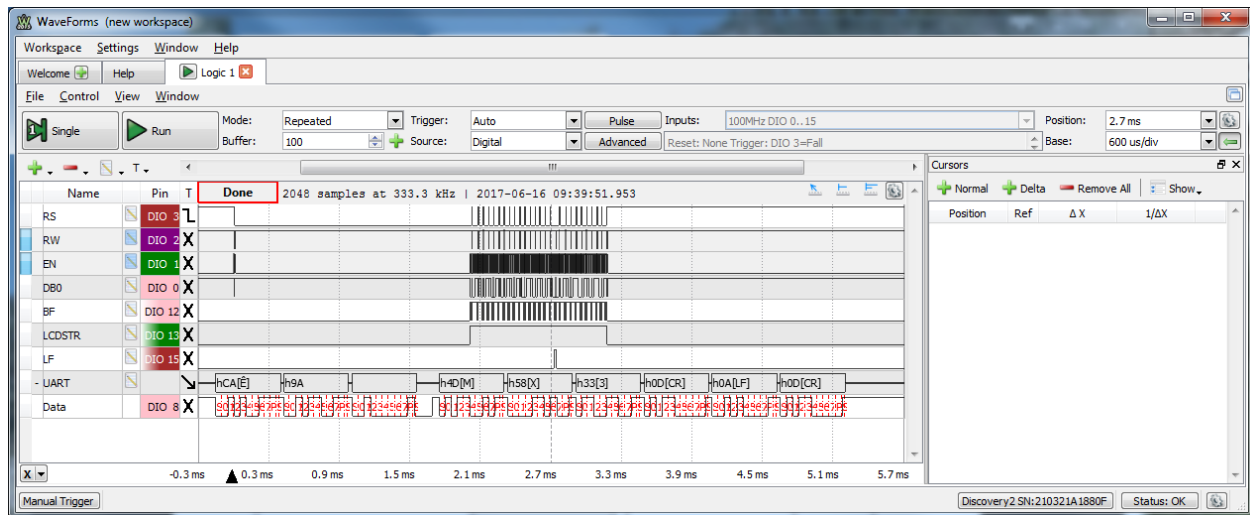 WaveForms (new workspace)
Workspace Settings Window Help
Welcome Help Logic 1
File Control View Window
Single Run Mode: Repeated Trigger: Auto Pulse Inputs: 100MHz DIO 0..15 Position: 2.7 ms
Buffer: 100 Source: Digital Advanced Reset: None Trigger: DIO 3=Fall Base: 600 us/div
T Cursors
Name Pin T Done 2048 samples at 333.3 kHz | 2017-06-16 09:39:51.953 Normal Delta Remove All Show
Position Ref Δ X 1/ΔX
RS DIO 3
RW DIO 2 X
EN DIO 1 X
DB0 DIO 0 X
BF DIO 12 X
LCDSTR DIO 13 X
LF DIO 15 X
- UART hCA[Ê] h9A h4D[M] h58[X] h33[3] h0D[CR] h0A[LF] h0D[CR]
Data DIO 8 X
X -0.3 ms 0.3 ms 0.9 ms 1.5 ms 2.1 ms 2.7 ms 3.3 ms 3.9 ms 4.5 ms 5.1 ms 5.7 ms
Manual Trigger Discovery2 SN:210321A1880F Status: OK